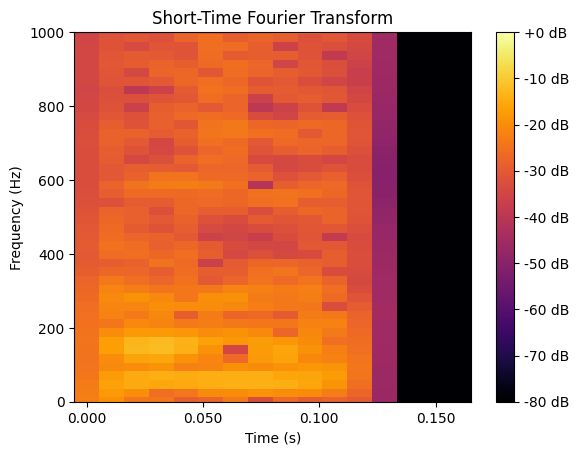 Short-Time Fourier Transform
1000
800
600
400
200
0
Frequency (Hz)
0.000
0.050
0.100
0.150
Time (s)
+0 dB
-10 dB
-20 dB
-30 dB
-40 dB
-50 dB
-60 dB
-70 dB
-80 dB